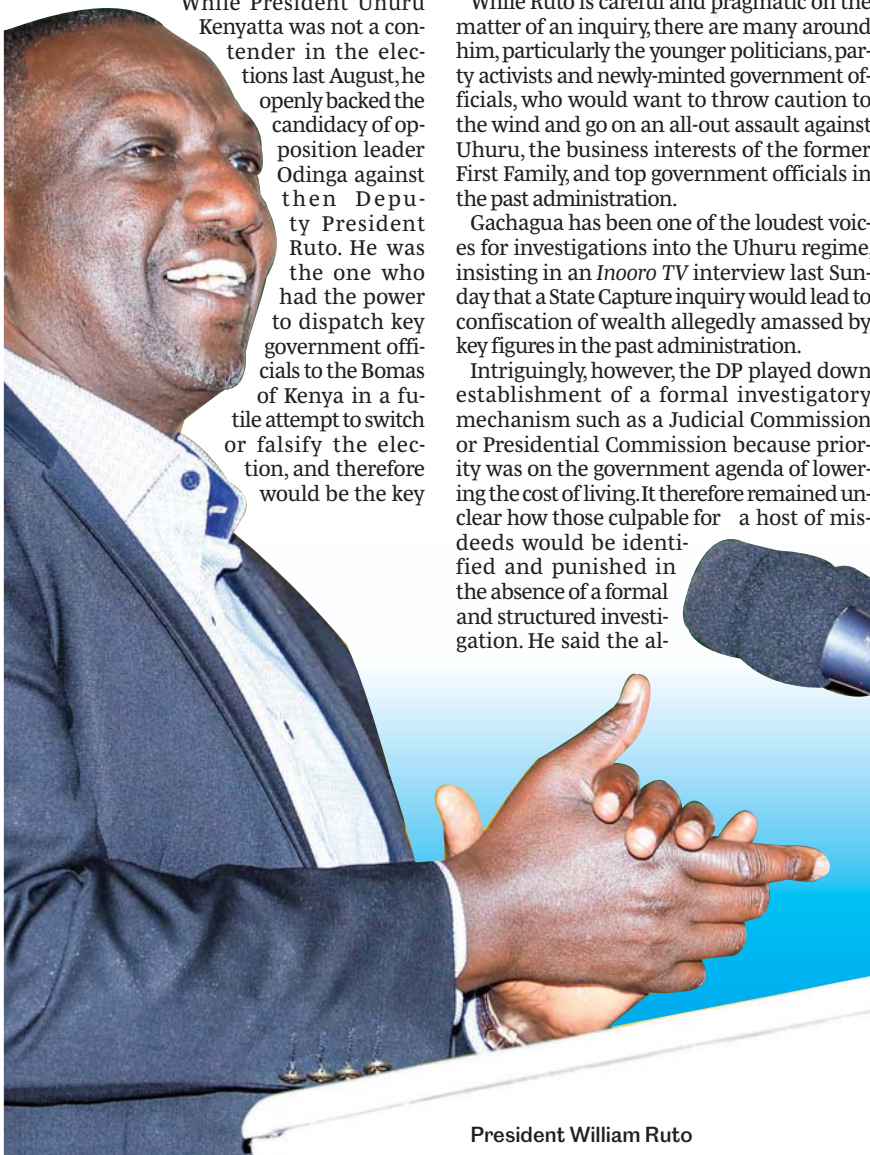 While President Uhuru
Kenyatta was not a con-
tender in the elec-
tions last August, he
openly backed the
candidacy of op-
position leader
Odinga against
then Depu-
ty President
Ruto. He was
the one who
had the power
to dispatch key
government offi-
cials to the Bomas
of Kenya in a fu-
tile attempt to switch
or falsify the elec-
tion, and therefore
would be the key
While Ruto is careful and pragmatic on the
matter of an inquiry, there are many around
him, particularly the younger politicians, par-
ty activists and newly-minted government of-
ficials, who would want to throw caution to
the wind and go on an all-out assault against
Uhuru, the business interests of the former
First Family, and top government officials in
the past administration.
Gachagua has been one of the loudest voic-
es for investigations into the Uhuru regime,
insisting in an Inooro TV interview last Sun-
day that a State Capture inquiry would lead to
confiscation of wealth allegedly amassed by
key figures in the past administration.
Intriguingly, however, the DP played down
establishment of a formal investigatory
mechanism such as a Judicial Commission
or Presidential Commission because prior-
ity was on the government agenda of lower-
ing the cost of living. It therefore remained un-
clear how those culpable for a host of mis-
deeds would be identi-
fied and punished in
the absence of a formal
and structured investi-
gation. He said the al-
President William Ruto